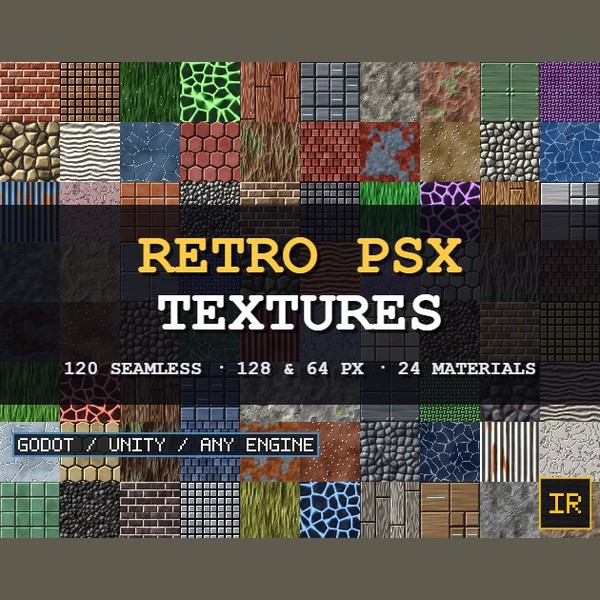 RETRO PSX
TEXTURES
120 SEAMLESS · 128 & 64 PX · 24 MATERIALS
GODOT / UNITY / ANY ENGINE
IR